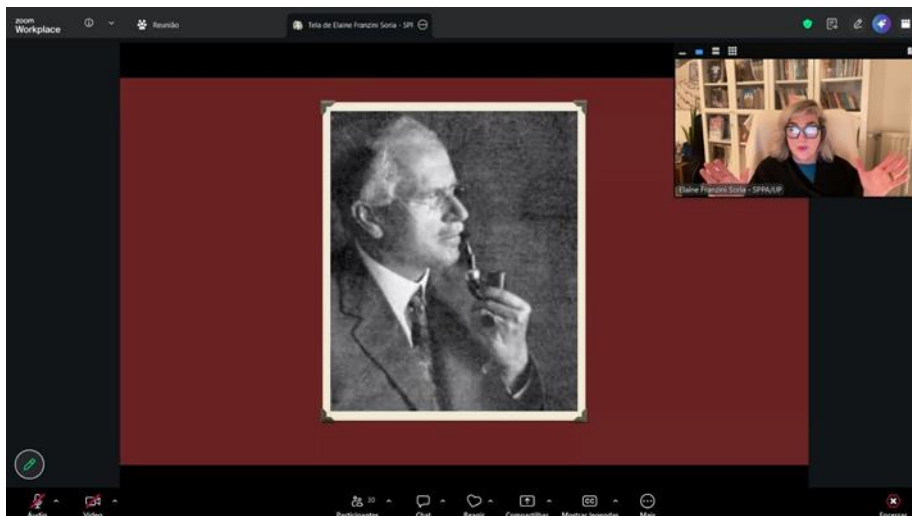 zoom
Workplace
Reunião
Tela de Elaine Franzini Soria - SPI
Elaine Franzini Soria - SPPA/UP
30
CC
Áudio
Vídeo
Participantes
Chat
Reagir
Compartilhar
Mostrar legendas
Mais
Encerrar